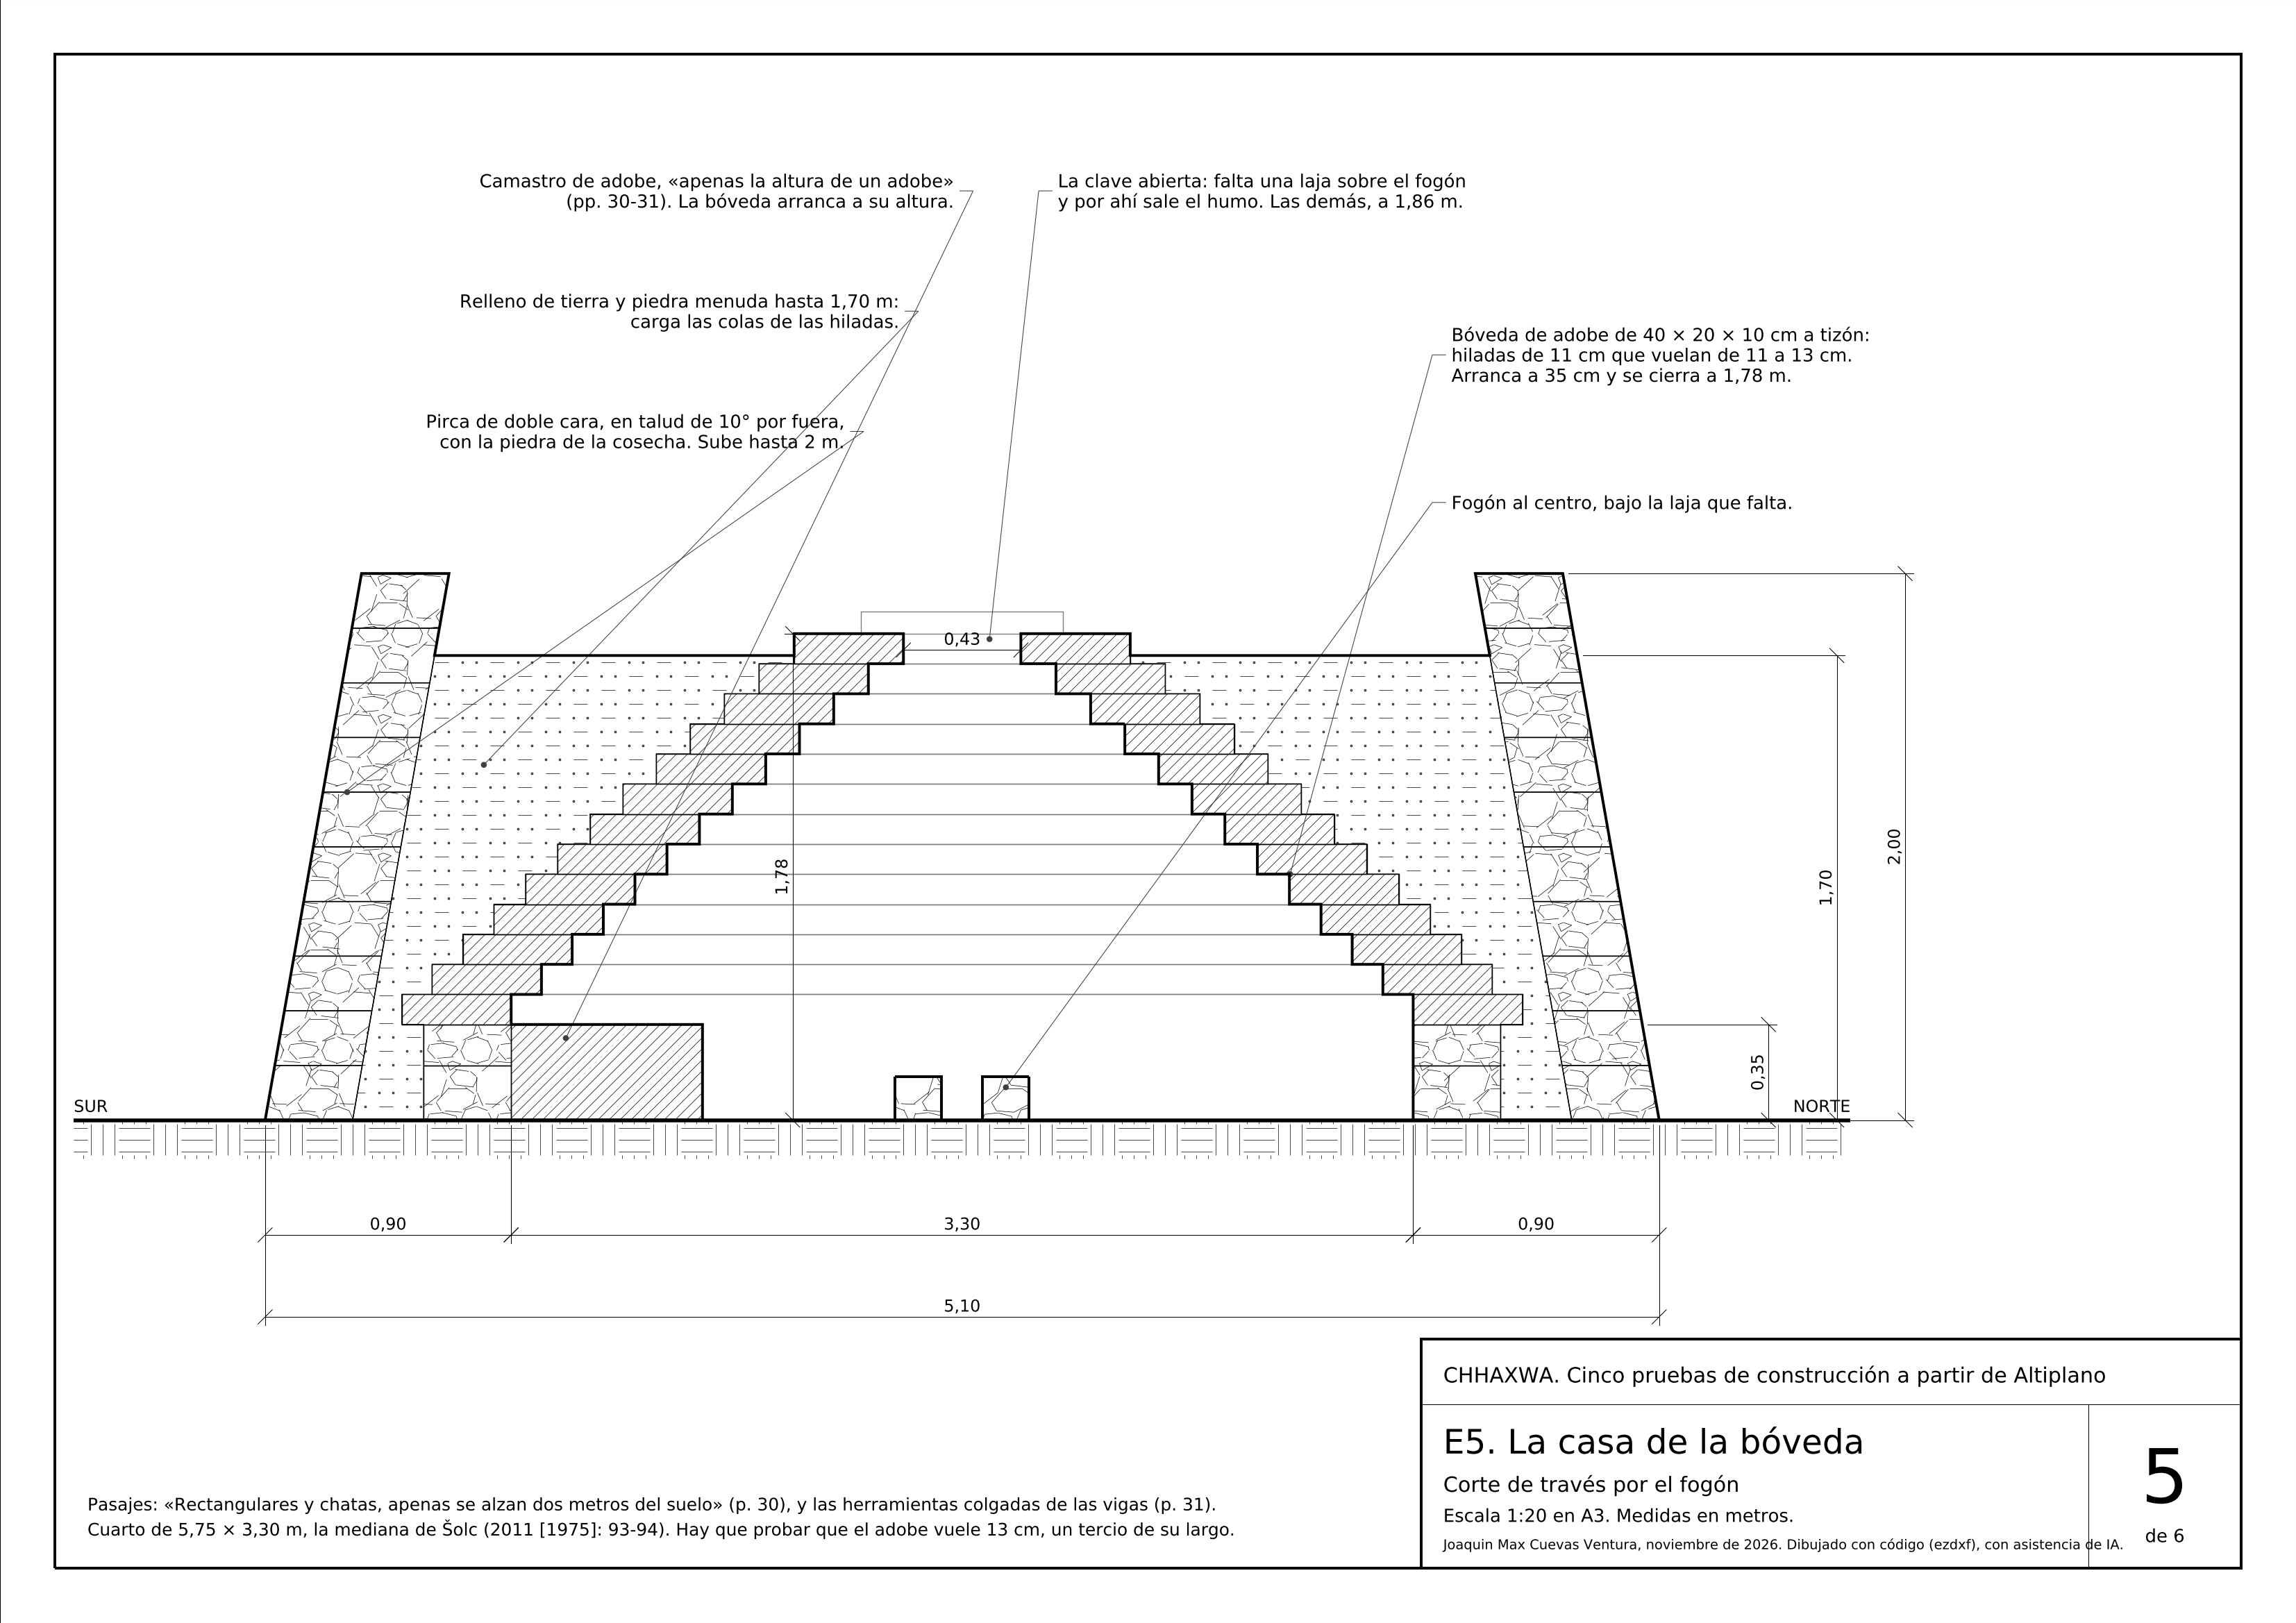 Camastro de adobe, «apenas la altura de un adobe»
(pp. 30-31). La bóveda arranca a su altura.
La clave abierta: falta una laja sobre el fogón
y por ahí sale el humo. Las demás, a 1,86 m.
Relleno de tierra y piedra menuda hasta 1,70 m:
carga las colas de las hiladas.
Bóveda de adobe de 40 × 20 × 10 cm a tizón:
hiladas de 11 cm que vuelan de 11 a 13 cm.
Arranca a 35 cm y se cierra a 1,78 m.
Pirca de doble cara, en talud de 10° por fuera,
con la piedra de la cosecha. Sube hasta 2 m.
Fogón al centro, bajo la laja que falta.
0,43
1,78
2,00
1,70
0,35
SUR
NORTE
0,90
3,30
0,90
5,10
CHHAXWA. Cinco pruebas de construcción a partir de Altiplano
E5. La casa de la bóveda
Corte de través por el fogón
Escala 1:20 en A3. Medidas en metros.
Joaquin Max Cuevas Ventura, noviembre de 2026. Dibujado con código (ezdxf), con asistencia de IA.
5
de 6
Pasajes: «Rectangulares y chatas, apenas se alzan dos metros del suelo» (p. 30), y las herramientas colgadas de las vigas (p. 31).
Cuarto de 5,75 × 3,30 m, la mediana de Šolc (2011 [1975]: 93-94). Hay que probar que el adobe vuele 13 cm, un tercio de su largo.